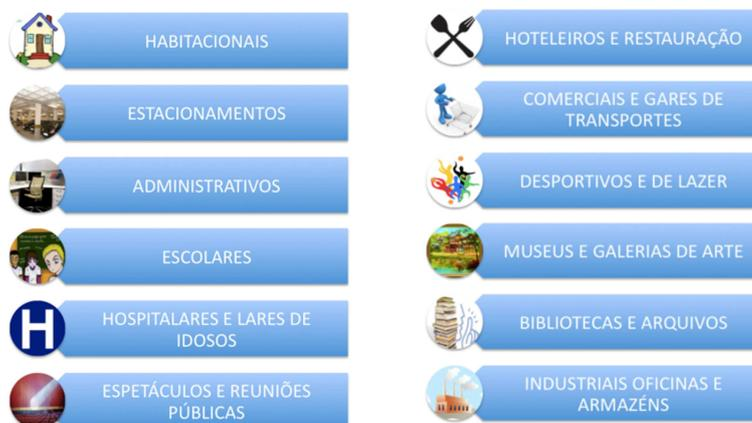 HABITACIONAIS
ESTACIONAMENTOS
ADMINISTRATIVOS
ESCOLARES
H
HOSPITALARES E LARES DE
IDOSOS
ESPETÁCULOS E REUNIÕES
PÚBLICAS
HOTELEIROS E RESTAURAÇÃO
COMERCIAIS E GARES DE
TRANSPORTES
DESPORTIVOS E DE LAZER
MUSEUS E GALERIAS DE ARTE
BIBLIOTECAS E ARQUIVOS
INDUSTRIAIS OFICINAS E
ARMAZÉNS